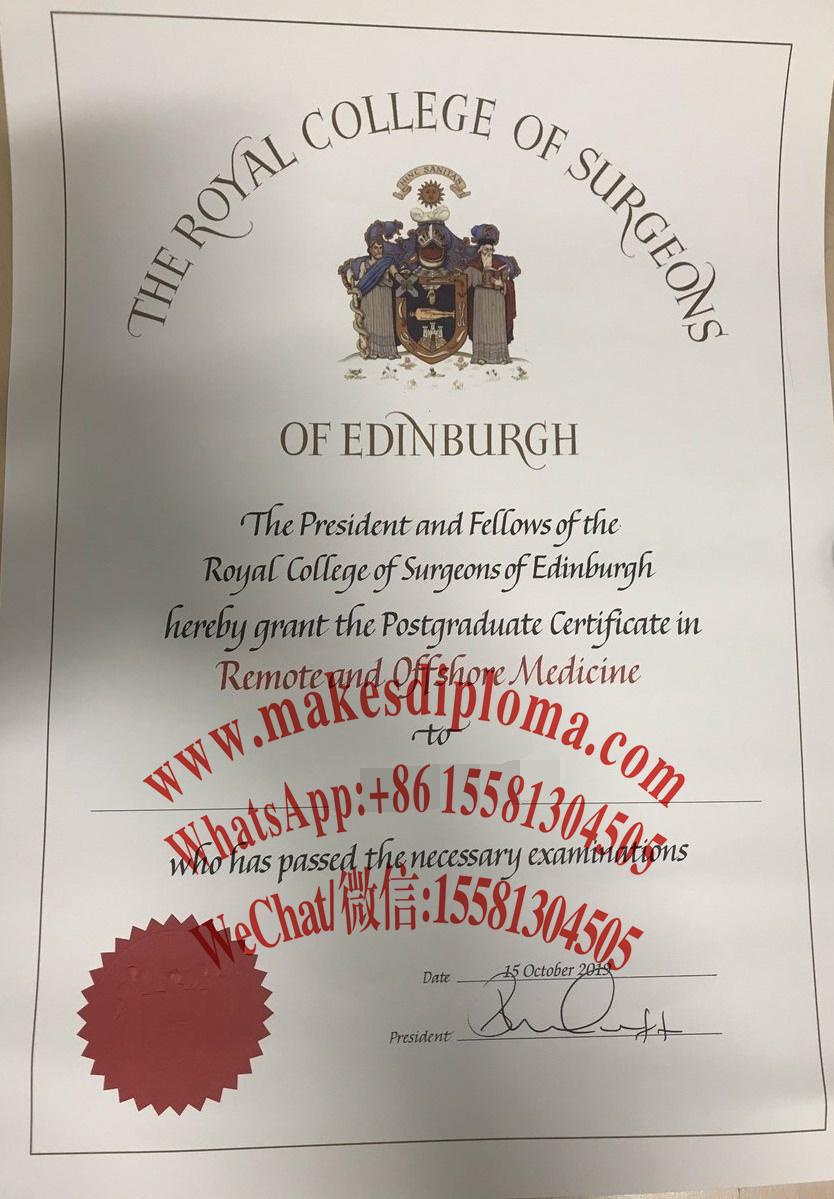 HINC SANITAS
THE ROYAL COLLEGE OF SURGEONS
OF EDINBURGH
The President and Fellows of the
Royal College of Surgeons of Edinburgh
hereby grant the Postgraduate Certificate in
Remote and Offshore Medicine
www.makesdiploma.com
to
WhatsApp:+86 15581304505
who has passed the necessary examinations
WeChat/微信:15581304505
Date 15 October 2019
President